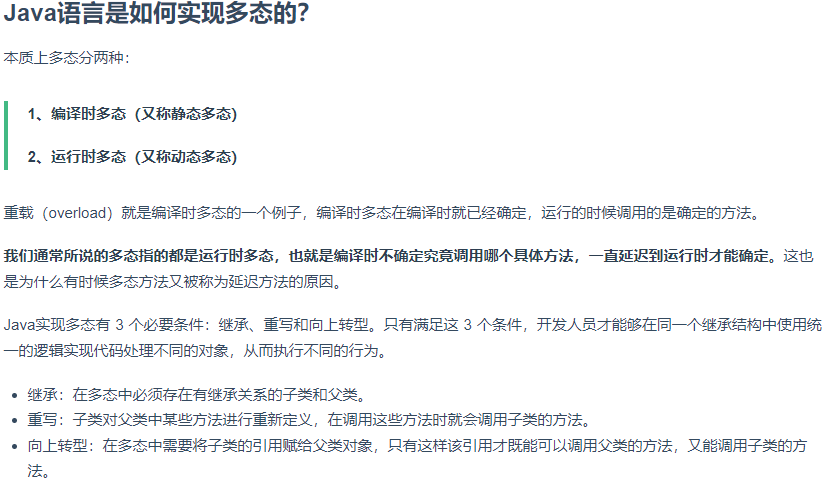 Java语言是如何实现多态的？
本质上多态分两种：
1、编译时多态（又称静态多态）
2、运行时多态（又称动态多态）
重载（overload）就是编译时多态的一个例子，编译时多态在编译时就已经确定，运行的时候调用的是确定的方法。
我们通常所说的多态指的都是运行时多态，也就是编译时不确定究竟调用哪个具体方法，一直延迟到运行时才能确定。这也
是为什么有时候多态方法又被称为延迟方法的原因。
Java实现多态有 3 个必要条件：继承、重写和向上转型。只有满足这 3 个条件，开发人员才能够在同一个继承结构中使用统
一的逻辑实现代码处理不同的对象，从而执行不同的行为。
• 继承：在多态中必须存在有继承关系的子类和父类。
• 重写：子类对父类中某些方法进行重新定义，在调用这些方法时就会调用子类的方法。
• 向上转型：在多态中需要将子类的引用赋给父类对象，只有这样该引用才既能可以调用父类的方法，又能调用子类的方
法。